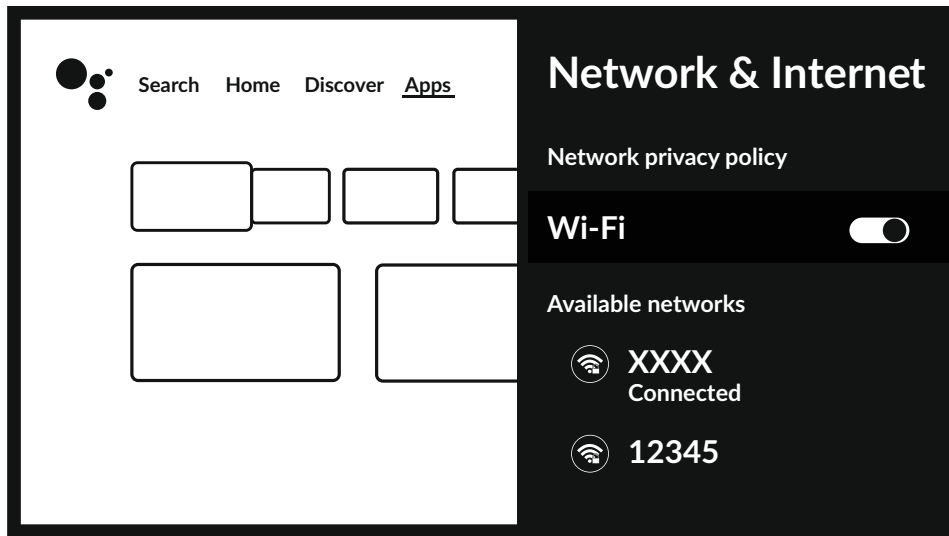 Search Home Discover Apps
Network & Internet
Network privacy policy
Wi-Fi
Available networks
XXXX
Connected
12345